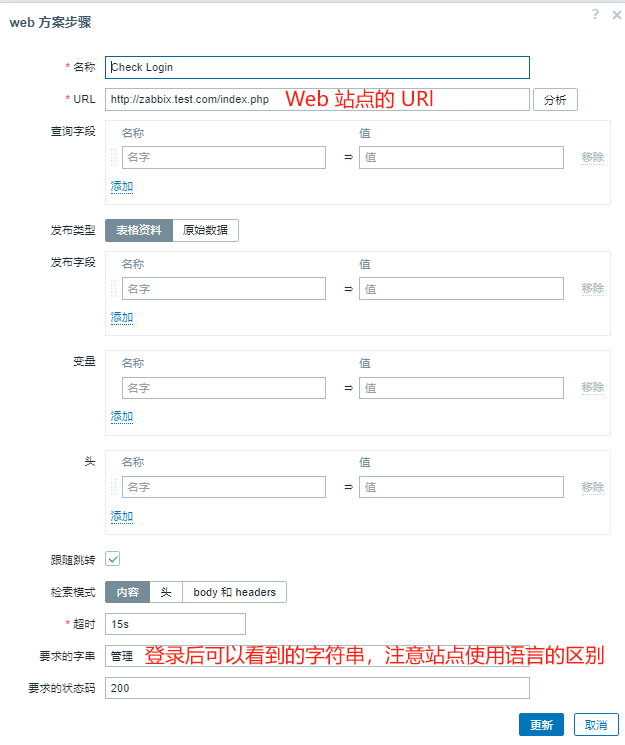 web 方案步骤
? ×
* 名称 Check Login
* URL http://zabbix.test.com/index.php Web 站点的 URl 分析
查询字段 名称 值
名字 ⇒ 值 移除
添加
发布类型 表格资料 原始数据
发布字段 名称 值
名字 ⇒ 值 移除
添加
变量 名称 值
名字 ⇒ 值 移除
添加
头 名称 值
名字 ⇒ 值 移除
添加
跟随跳转
检索模式 内容 头 body 和 headers
* 超时 15s
要求的字串 管理 登录后可以看到的字符串，注意站点使用语言的区别
要求的状态码 200
更新 取消